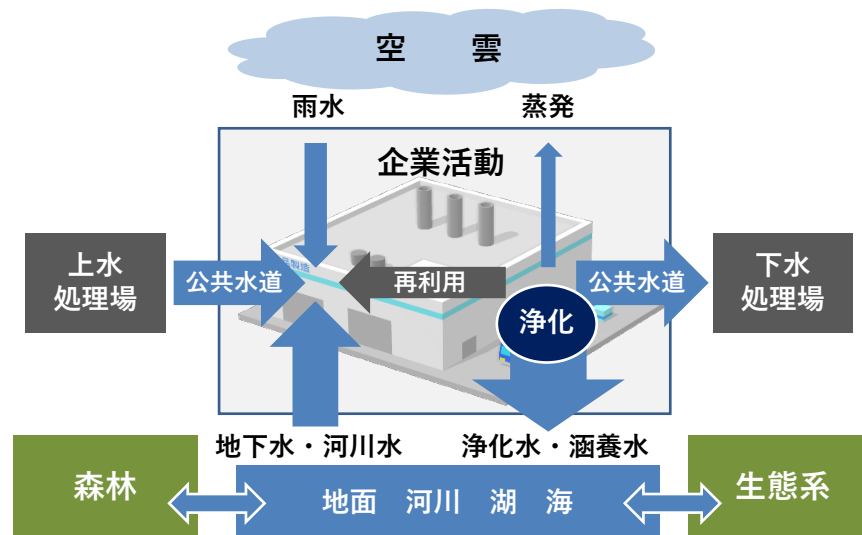 空　雲
雨水
蒸発
企業活動
上水
処理場
公共水道
製造
再利用
公共水道
下水
処理場
浄化
地下水・河川水
浄化水・涵養水
森林
地面　河川　湖　海
生態系